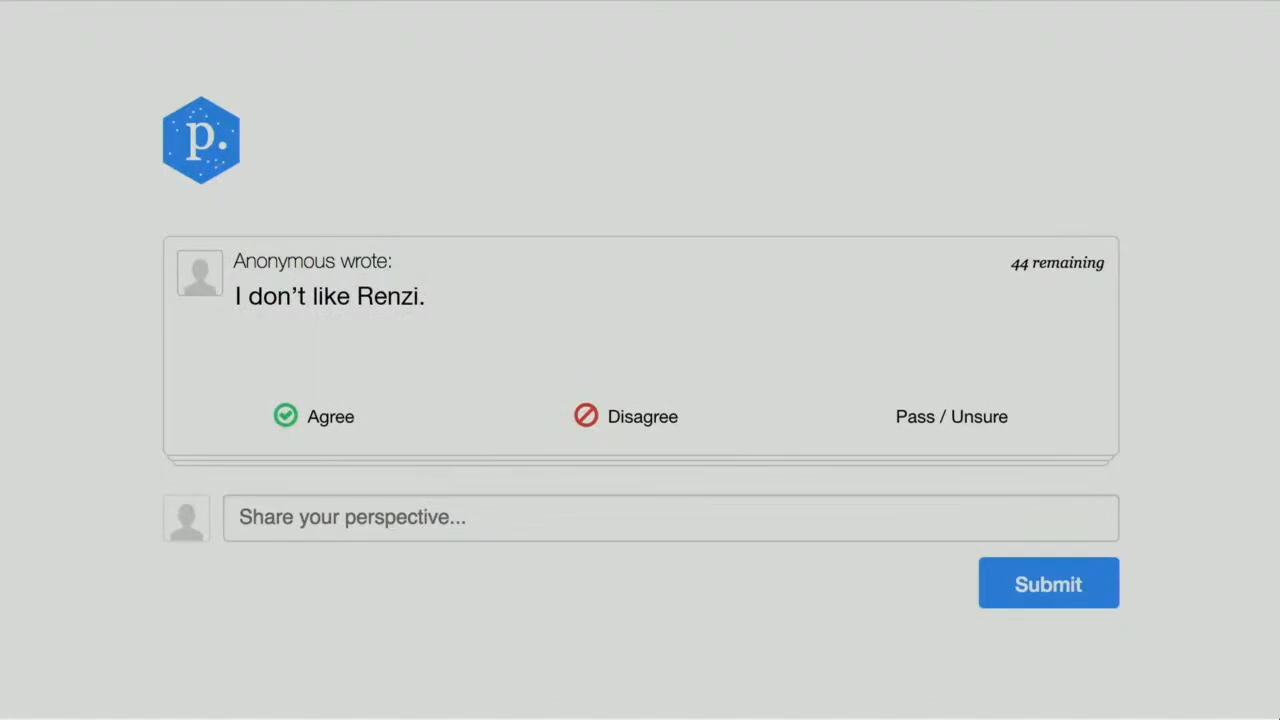 p.
Anonymous wrote:
44 remaining
I don't like Renzi.
Agree
Disagree
Pass / Unsure
Share your perspective...
Submit